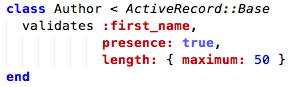 class Author < ActiveRecord::Base
  validates :first_name,
            presence: true,
            length: { maximum: 50 }
end